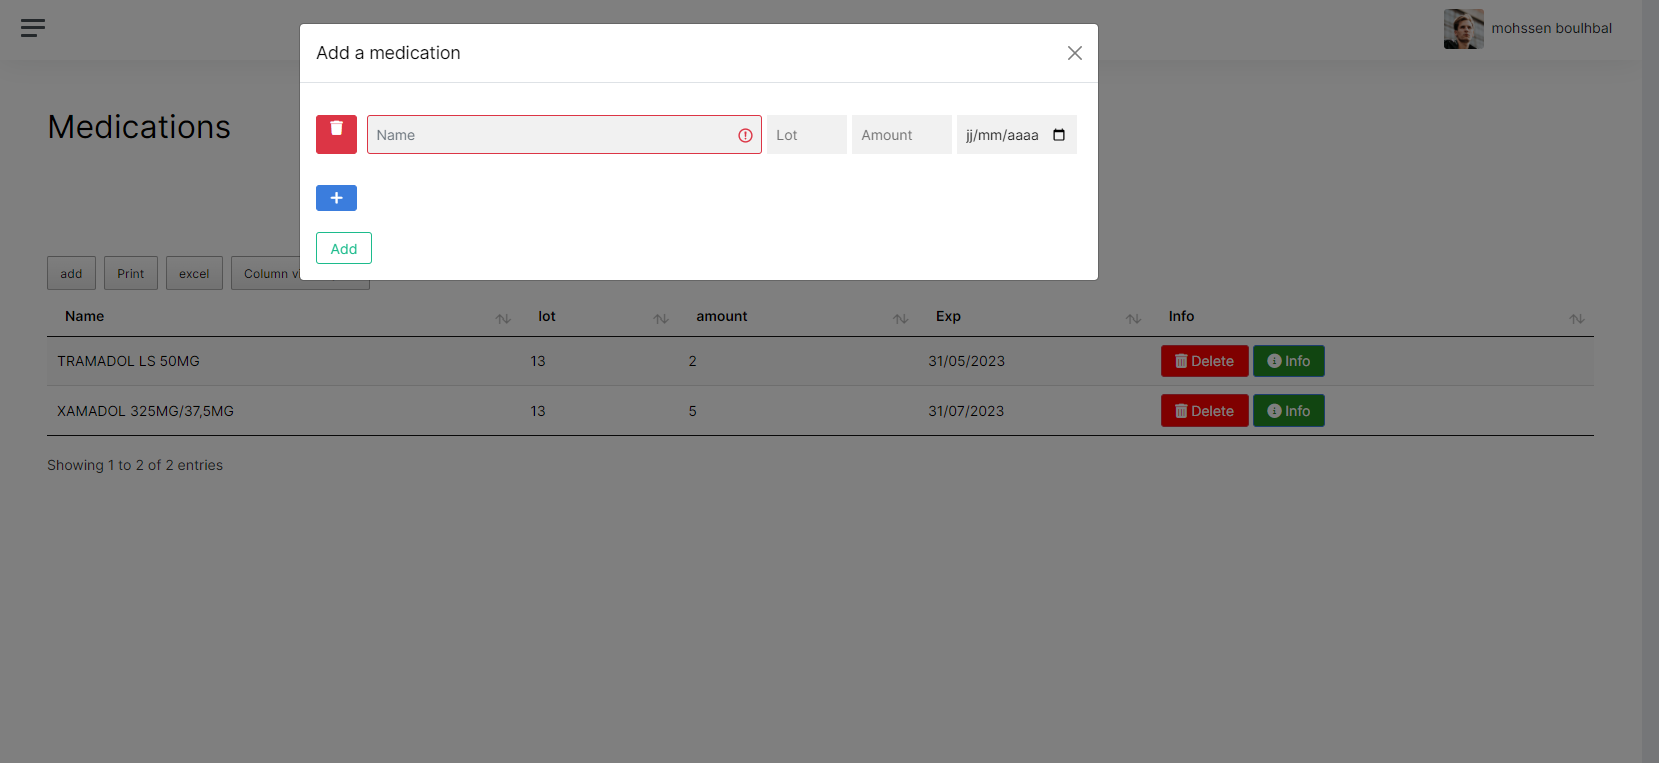 mohssen boulhbal
Add a medication
Medications
Name Lot Amount jj/mm/aaaa
+
Add
add Print excel Column v
Name lot amount Exp Info
TRAMADOL LS 50MG 13 2 31/05/2023 Delete Info
XAMADOL 325MG/37,5MG 13 5 31/07/2023 Delete Info
Showing 1 to 2 of 2 entries